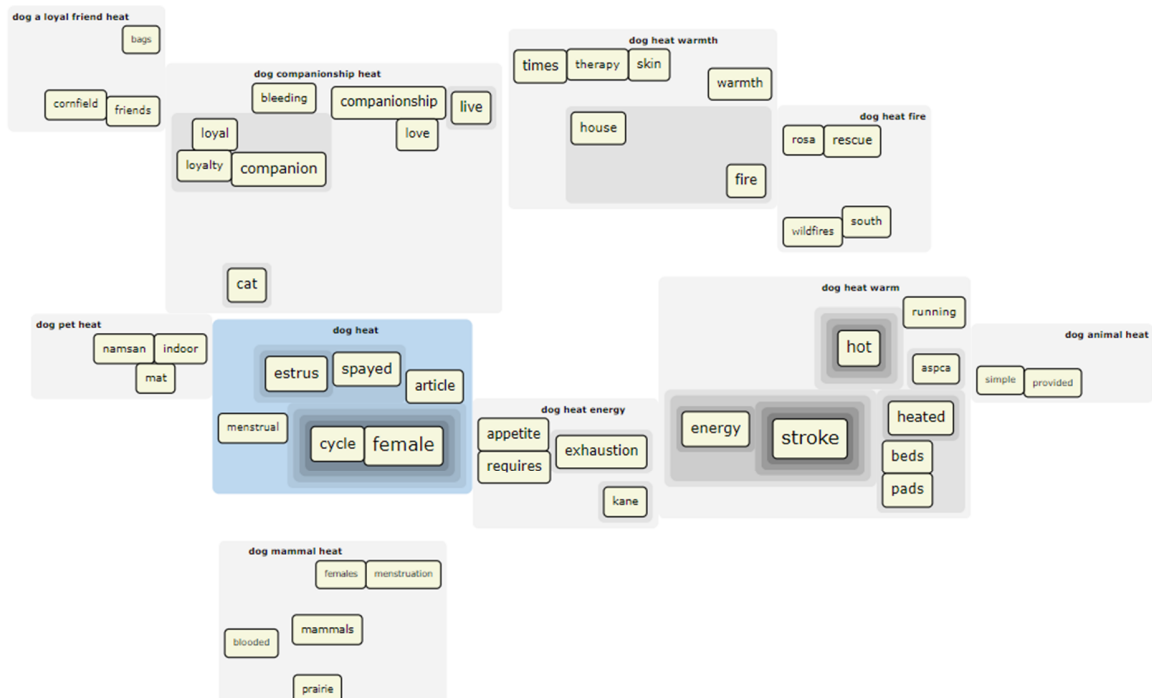 dog a loyal friend heat
bags
cornfield
friends
dog companionship heat
bleeding
companionship
live
love
loyal
loyalty
companion
cat
dog heat warmth
times
therapy
skin
warmth
house
fire
dog heat fire
rosa
rescue
wildfires
south
dog pet heat
namsan
indoor
mat
dog heat
estrus
spayed
article
menstrual
cycle
female
dog heat energy
appetite
requires
exhaustion
kane
dog heat warm
running
hot
aspca
energy
stroke
heated
beds
pads
dog animal heat
simple
provided
dog mammal heat
females
menstruation
mammals
blooded
prairie